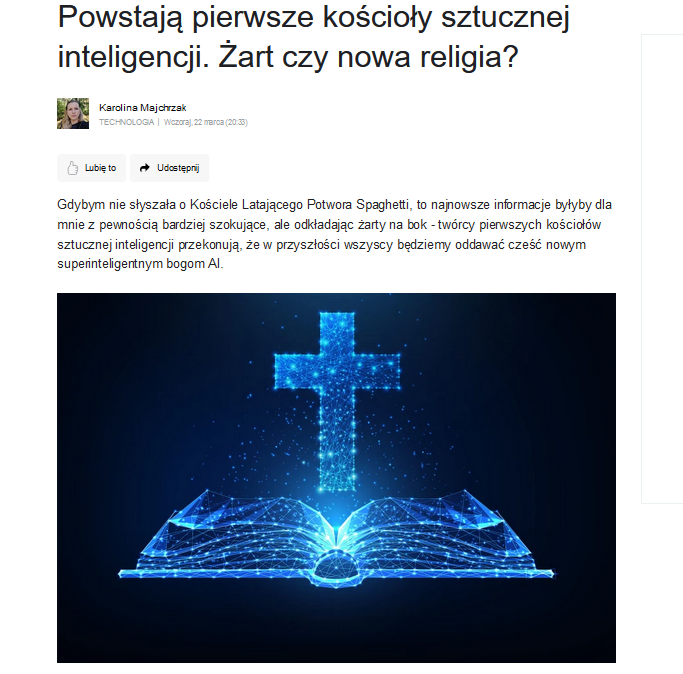 Powstają pierwsze kościoły sztucznej
inteligencji. Żart czy nowa religia?
Karolina Majchrzak
TECHNOLOGIA | Wczoraj, 22 marca (20:33)
Lubię to
Udostępnij
Gdybym nie słyszała o Kościele Latającego Potwora Spaghetti, to najnowsze informacje byłyby dla
mnie z pewnością bardziej szokujące, ale odkładając żarty na bok - twórcy pierwszych kościołów
sztucznej inteligencji przekonują, że w przyszłości wszyscy będziemy oddawać cześć nowym
superinteligentnym bogom AI.